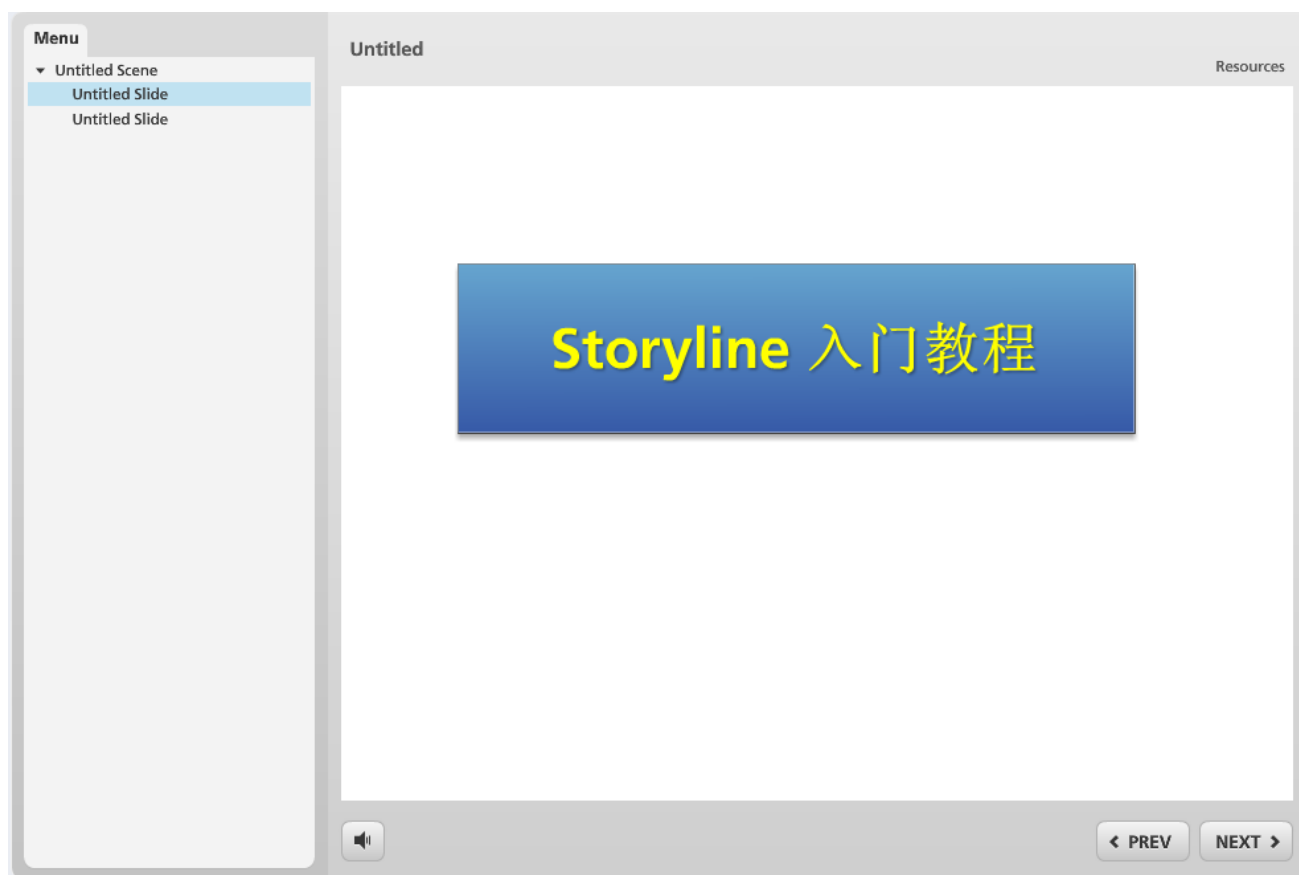 Menu
Untitled Scene
Untitled Slide
Untitled Slide
Untitled
Resources
Storyline 入门教程
PREV
NEXT